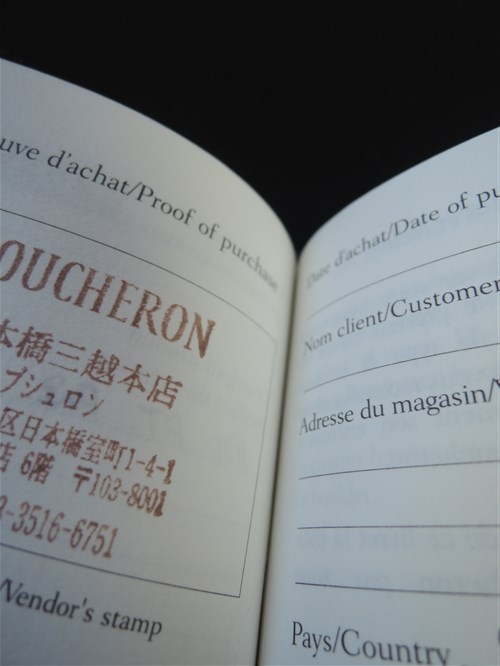 uve d'achat/Proof of purchase
OUCHERON
本橋三越本店
ブシュロン
区日本橋室町1-4-1
店 6階 〒103-8001
3-3516-6751
Vendor's stamp
Date d'achat/Date of pu
Nom client/Customer
Adresse du magasin/
Pays/Country